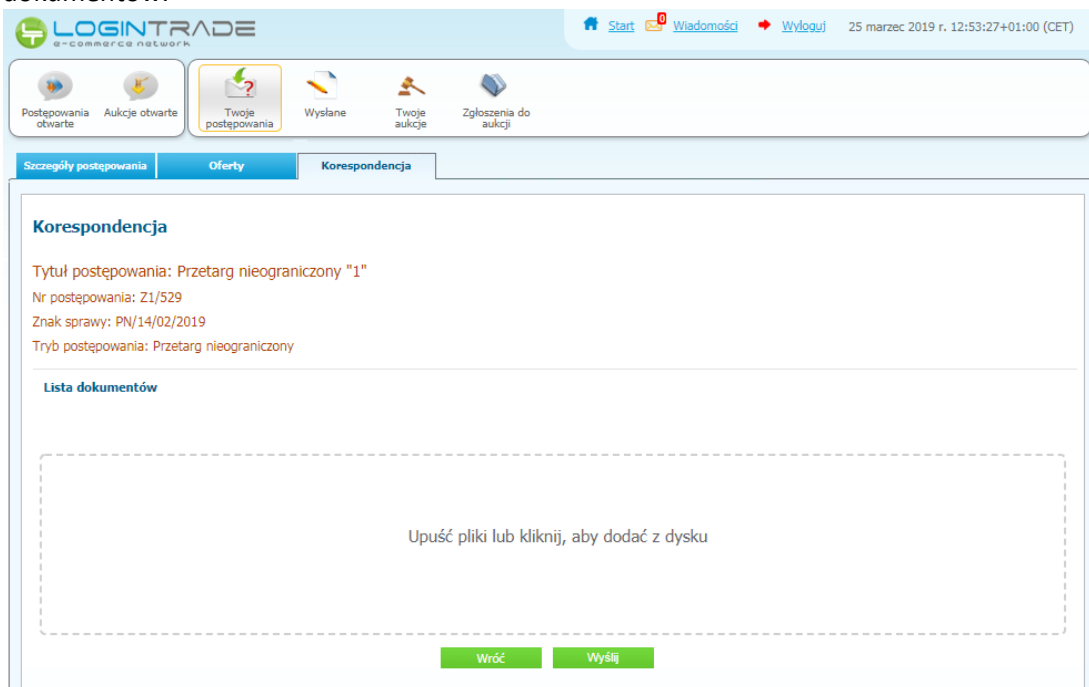 dokumentów.
LOGINTRADE
e-commerce network
Start 0 Wiadomości Wyloguj 25 marzec 2019 r. 12:53:27+01:00 (CET)
Postępowania otwarte
Aukcje otwarte
Twoje postępowania
Wysłane
Twoje aukcje
Zgłoszenia do aukcji
Szczegóły postępowania Oferty Korespondencja
Korespondencja
Tytuł postępowania: Przetarg nieograniczony "1"
Nr postępowania: Z1/529
Znak sprawy: PN/14/02/2019
Tryb postępowania: Przetarg nieograniczony
Lista dokumentów
Upuść pliki lub kliknij, aby dodać z dysku
Wróć Wyślij